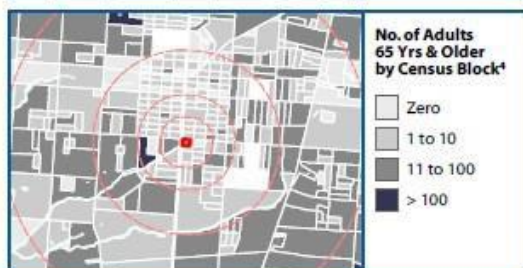 No. of Adults
65 Yrs & Older
by Census Block⁴
Zero
1 to 10
11 to 100
> 100